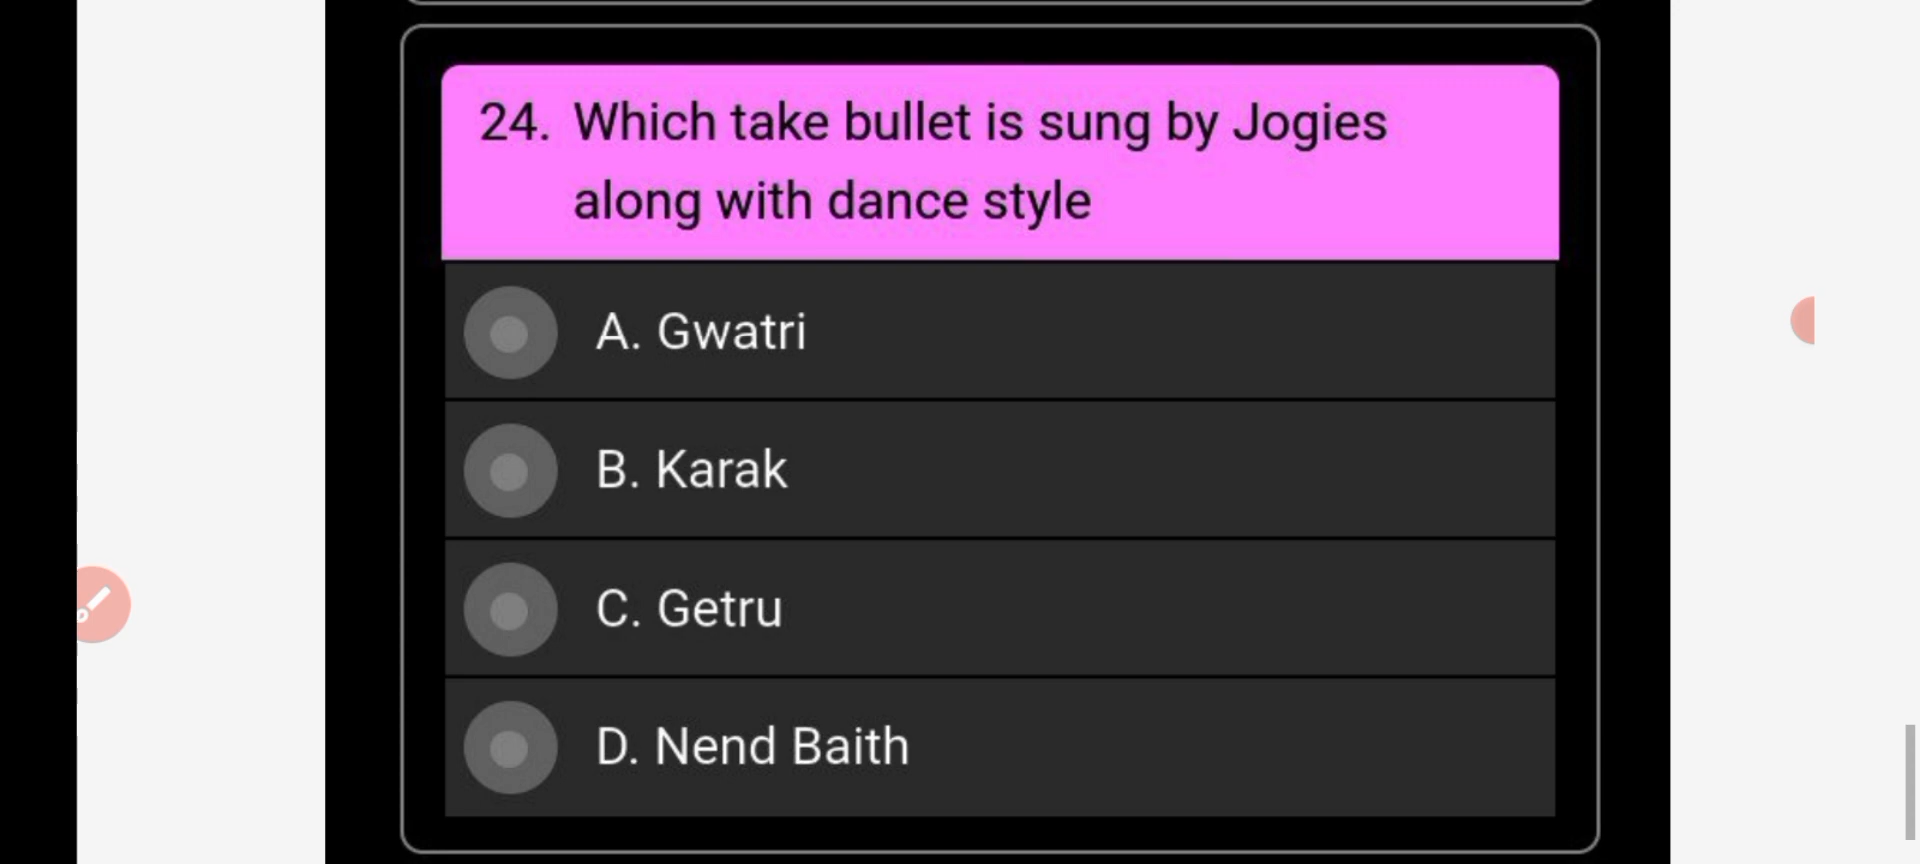 24. Which take bullet is sung by Jogies
along with dance style
A. Gwatri
B. Karak
C. Getru
D. Nend Baith